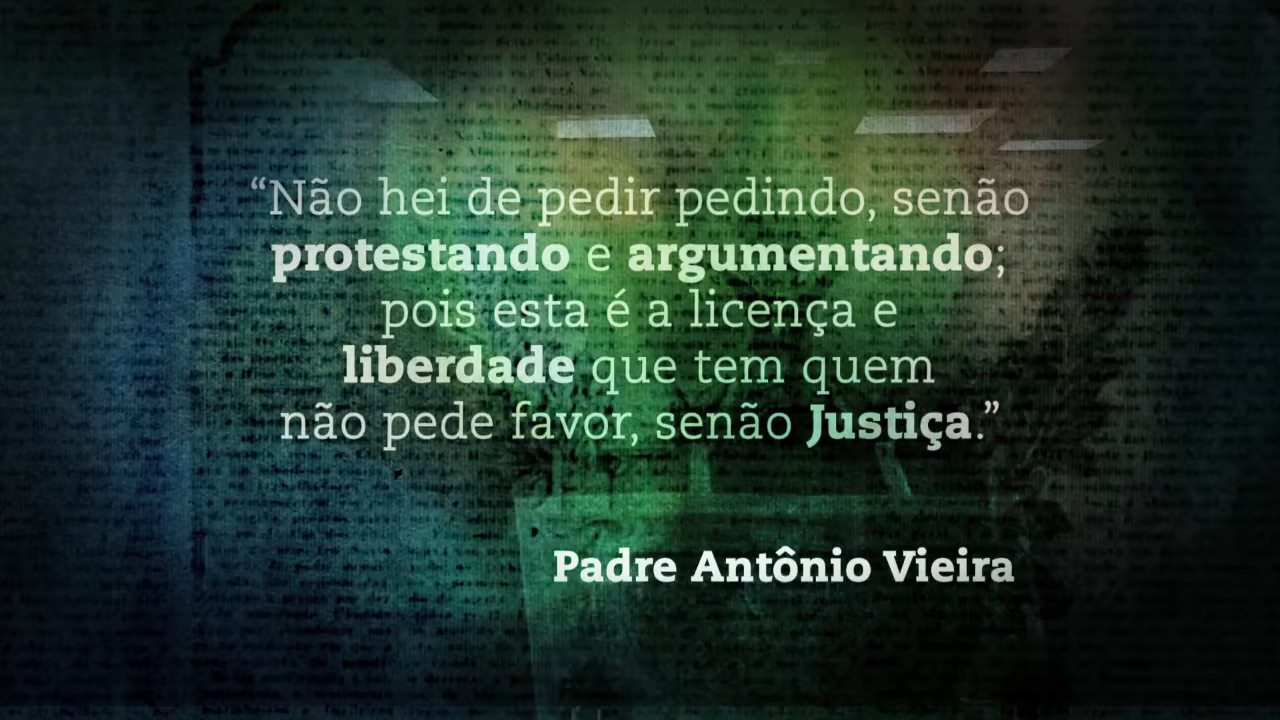 “Não hei de pedir pedindo, senão
protestando e argumentando;
pois esta é a licença e
liberdade que tem quem
não pede favor, senão Justiça.”
Padre Antônio Vieira